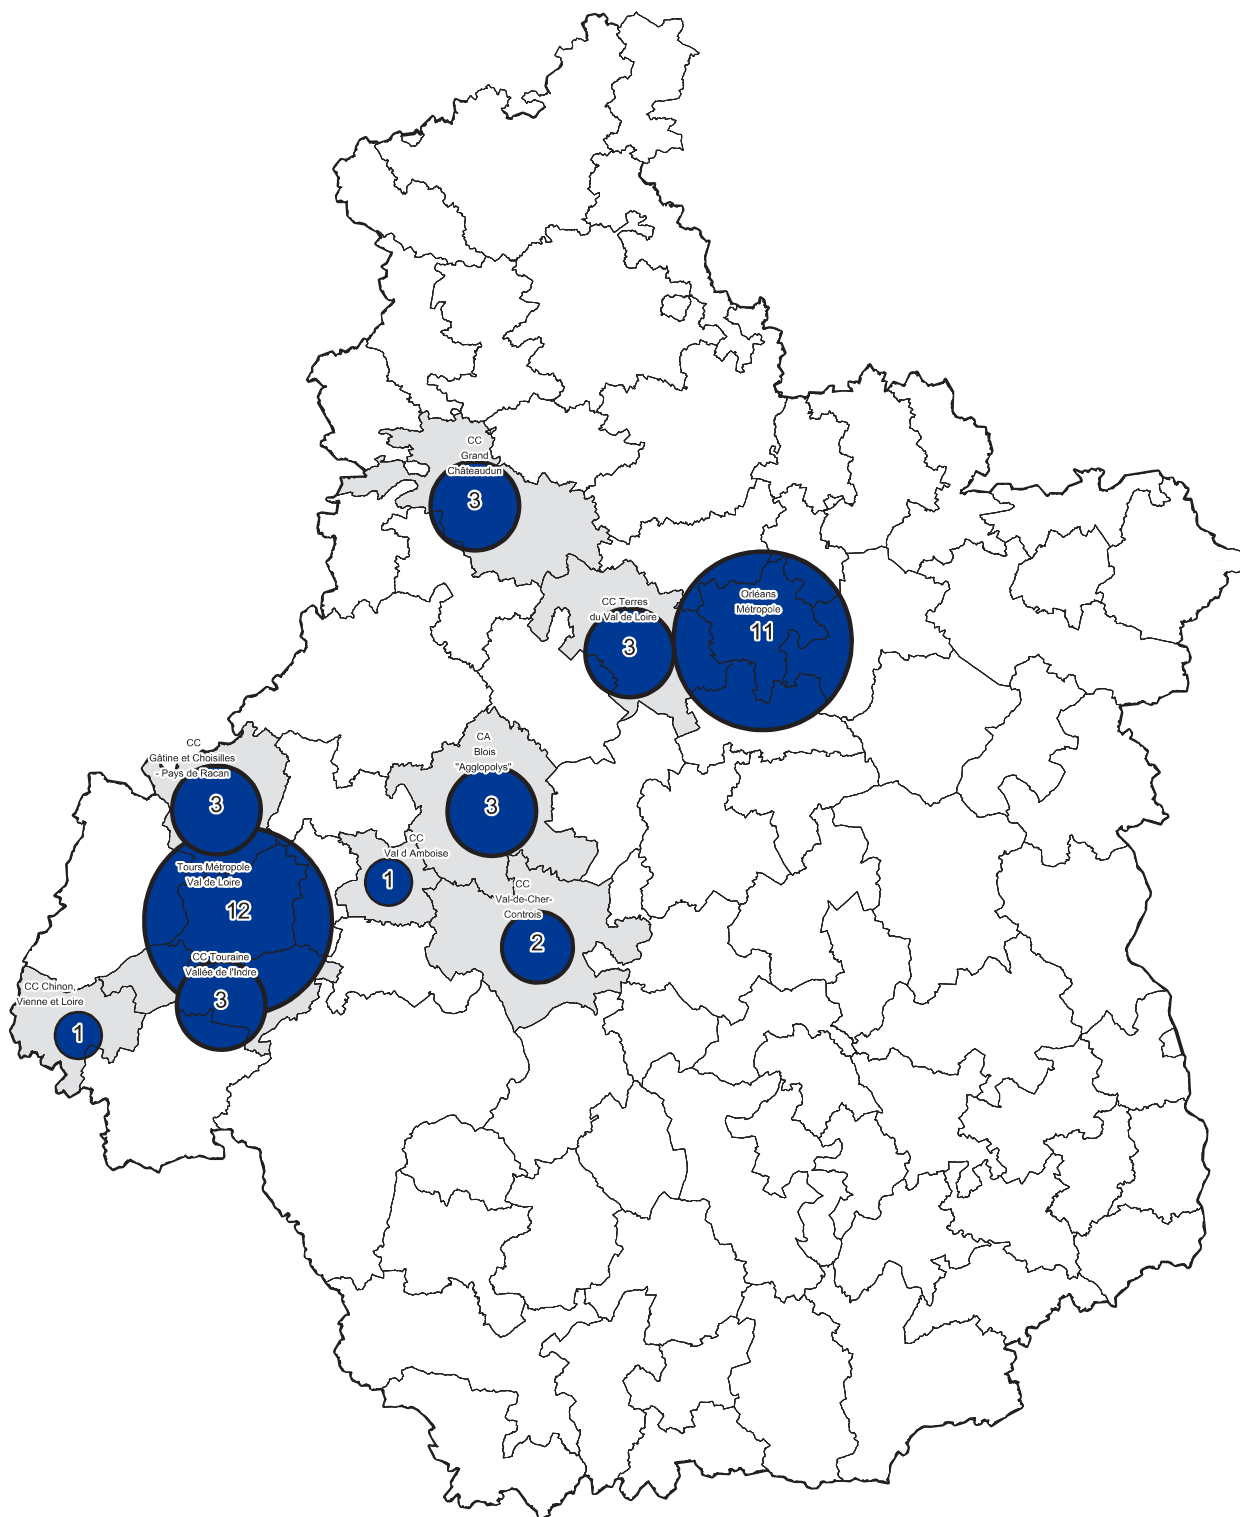 CC
Grand
Châteaudun
3
CC Terres
du Val de Loire
3
Orléans
Métropole
11
CC
Gâtine et Choisilles
- Pays de Racan
3
CA
Blois
"Agglopolys"
3
CC
Val d Amboise
1
Tours Métropole
Val de Loire
12
CC
Val-de-Cher-
Controis
2
CC Touraine
Vallée de l'Indre
3
CC Chinon,
Vienne et Loire
1